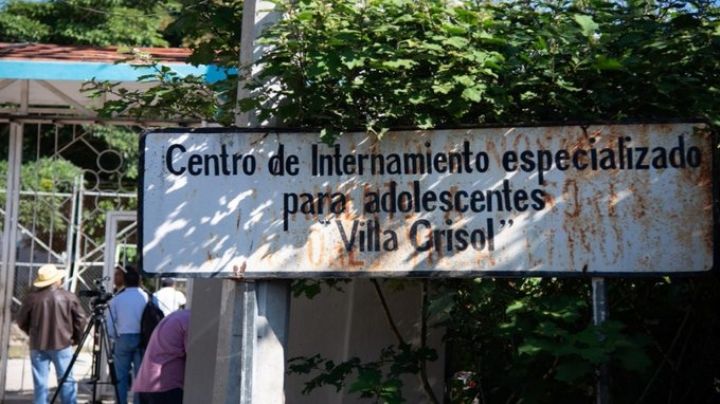 Centro de Internamiento especializado
para adolescentes
"Villa Crisol"